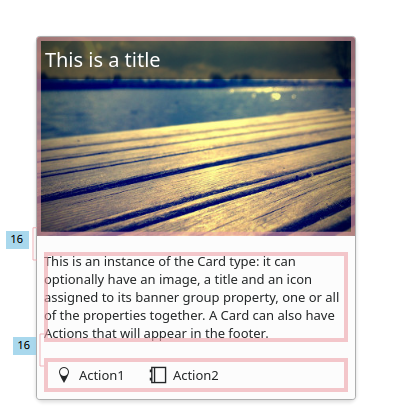 This is a title
16
This is an instance of the Card type: it can
optionally have an image, a title and an icon
assigned to its banner group property, one or all
of the properties together. A Card can also have
Actions that will appear in the footer.
16
Action1 Action2